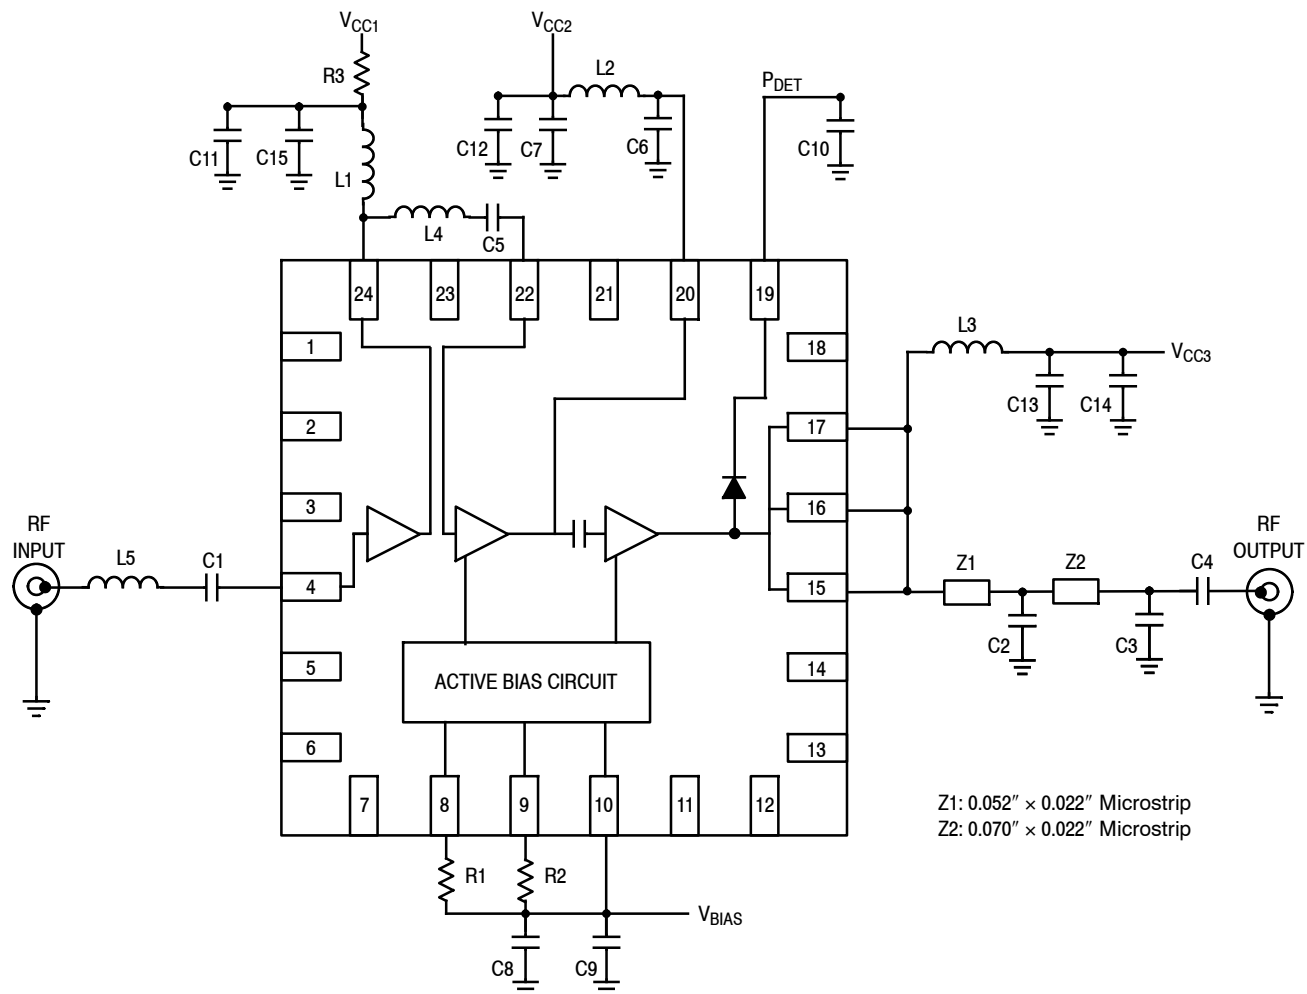 VCC1
VCC2
R3
L2
PDET
C11
C15
L1
C12
C7
C6
C10
L4
C5
24
23
22
21
20
19
1
2
3
4
5
6
18
17
16
15
14
13
L3
VCC3
C13
C14
RF
INPUT
L5
C1
RF
OUTPUT
Z1
Z2
C4
C2
C3
ACTIVE BIAS CIRCUIT
7
8
9
10
11
12
Z1: 0.052″ × 0.022″ Microstrip
Z2: 0.070″ × 0.022″ Microstrip
R1
R2
VBIAS
C8
C9